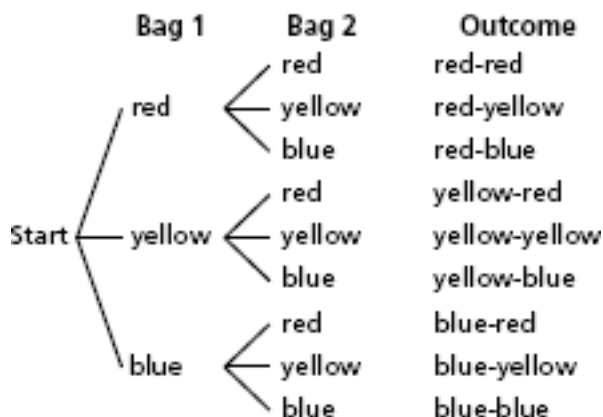 Bag 1 Bag 2 Outcome
red red-red
red yellow red-yellow
blue red-blue
red yellow-red
Start yellow yellow yellow-yellow
blue yellow-blue
red blue-red
blue yellow blue-yellow
blue blue-blue